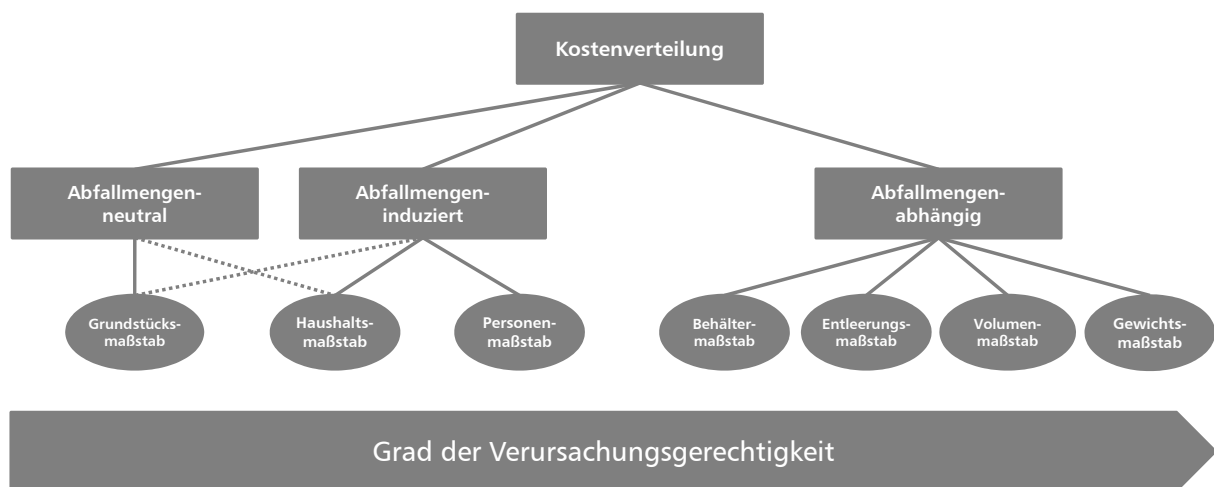 Kostenverteilung
Abfallmengen-
neutral
Abfallmengen-
induziert
Abfallmengen-
abhängig
Grundstücks-
maßstab
Haushalts-
maßstab
Personen-
maßstab
Behälter-
maßstab
Entleerungs-
maßstab
Volumen-
maßstab
Gewichts-
maßstab
Grad der Verursachungsgerechtigkeit